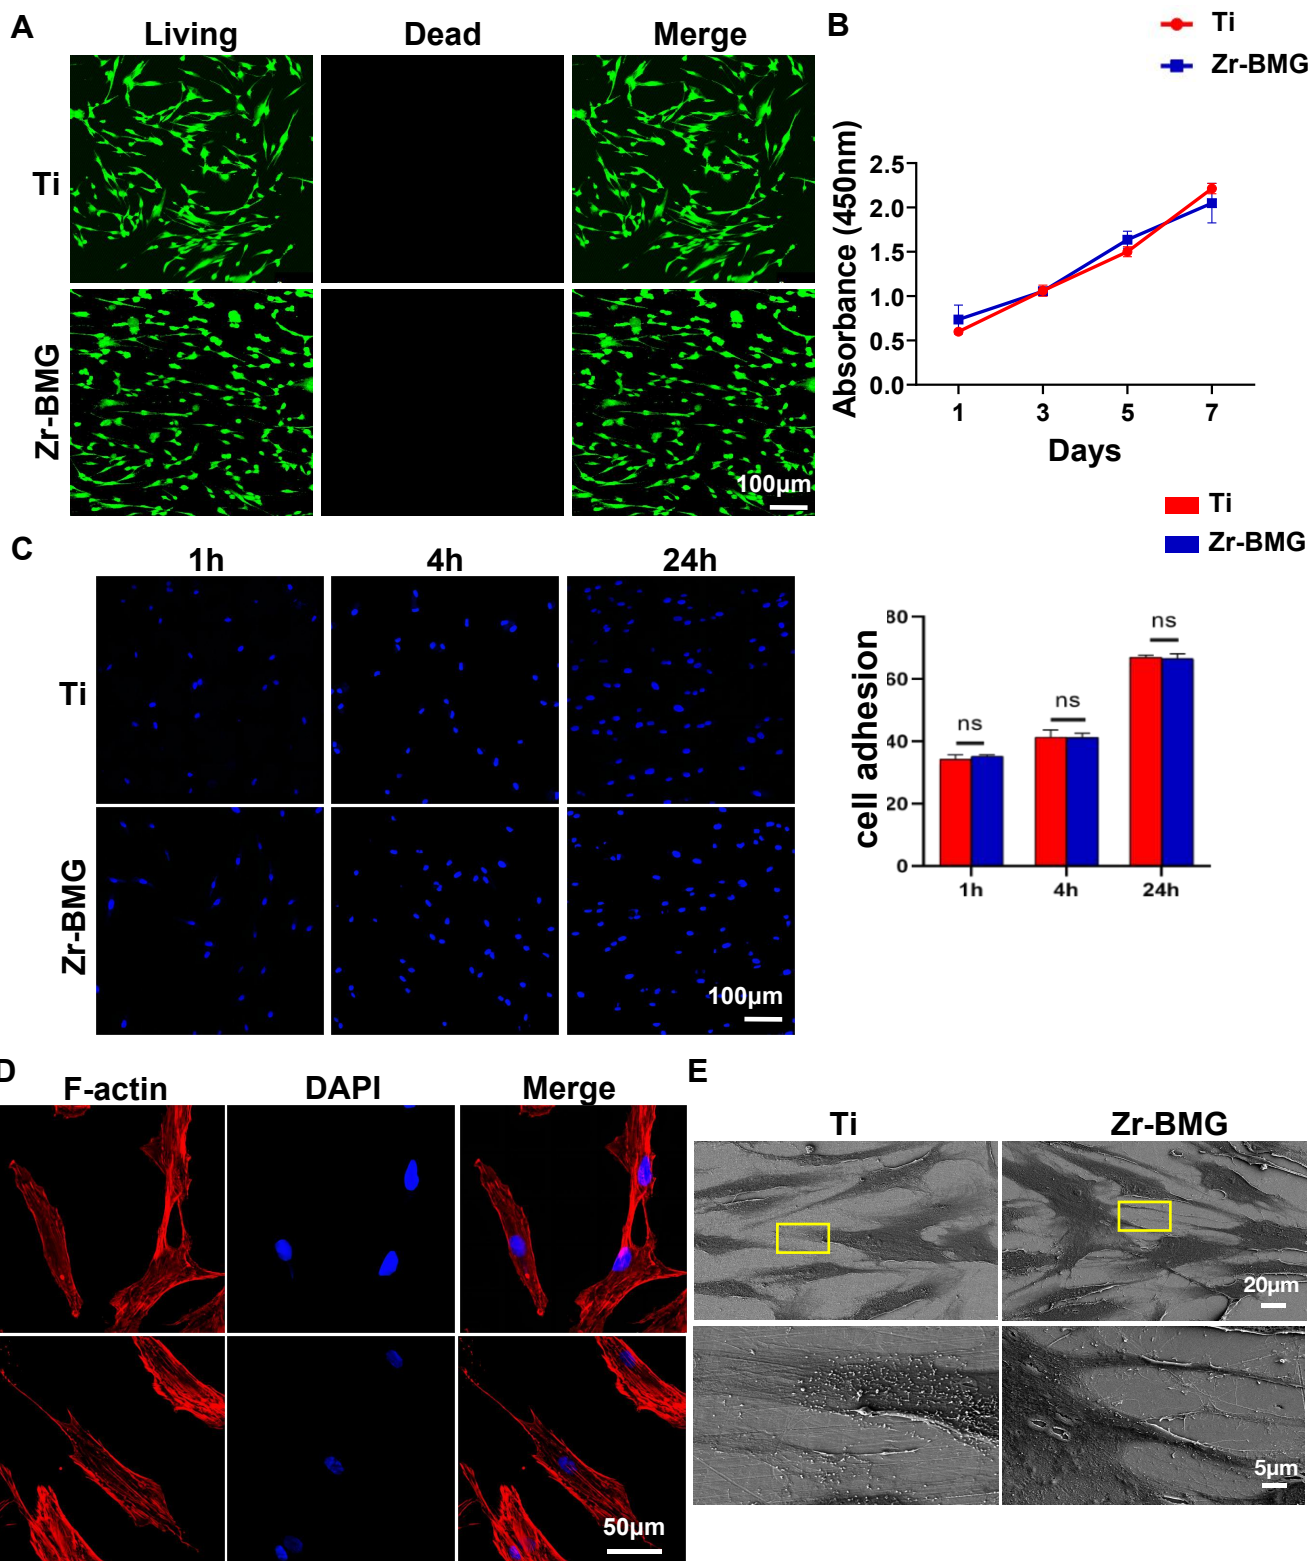 A
Living
Dead
Merge
Ti
Zr-BMG
100µm
B
Ti
Zr-BMG
Absorbance (450nm)
2.5
2.0
1.5
1.0
0.5
0.0
1 3 5 7
Days
C
1h
4h
24h
Ti
Zr-BMG
100µm
Ti
Zr-BMG
cell adhesion
80
60
40
20
0
ns
ns
ns
1h 4h 24h
D
F-actin
DAPI
Merge
50µm
E
Ti
Zr-BMG
20µm
5µm